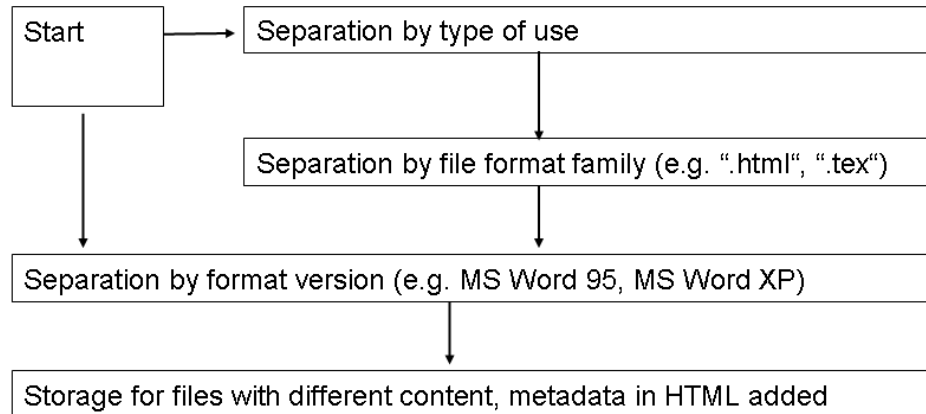 Start
Separation by type of use
Separation by file format family (e.g. “.html“, “.tex“)
Separation by format version (e.g. MS Word 95, MS Word XP)
Storage for files with different content, metadata in HTML added